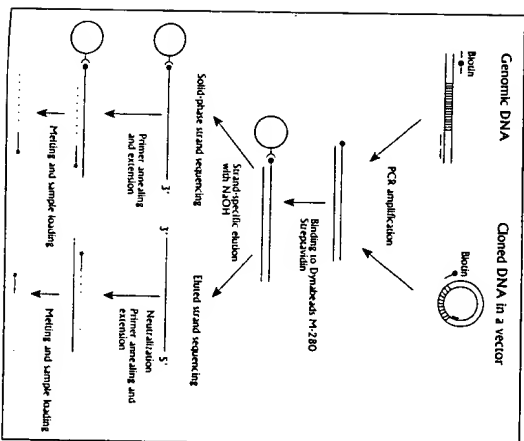 Genomic DNA
Cloned DNA in a vector
Biotin
Biotin
PCR amplification
Binding to Dynabeads M-280
Streptavidin
Strand-specific elution
with NaOH
Solid-phase strand sequencing
Eluted strand sequencing
3'
3'
5'
Primer annealing
and extension
Neutralization
Primer annealing and
extension
Melting and sample loading
Melting and sample loading